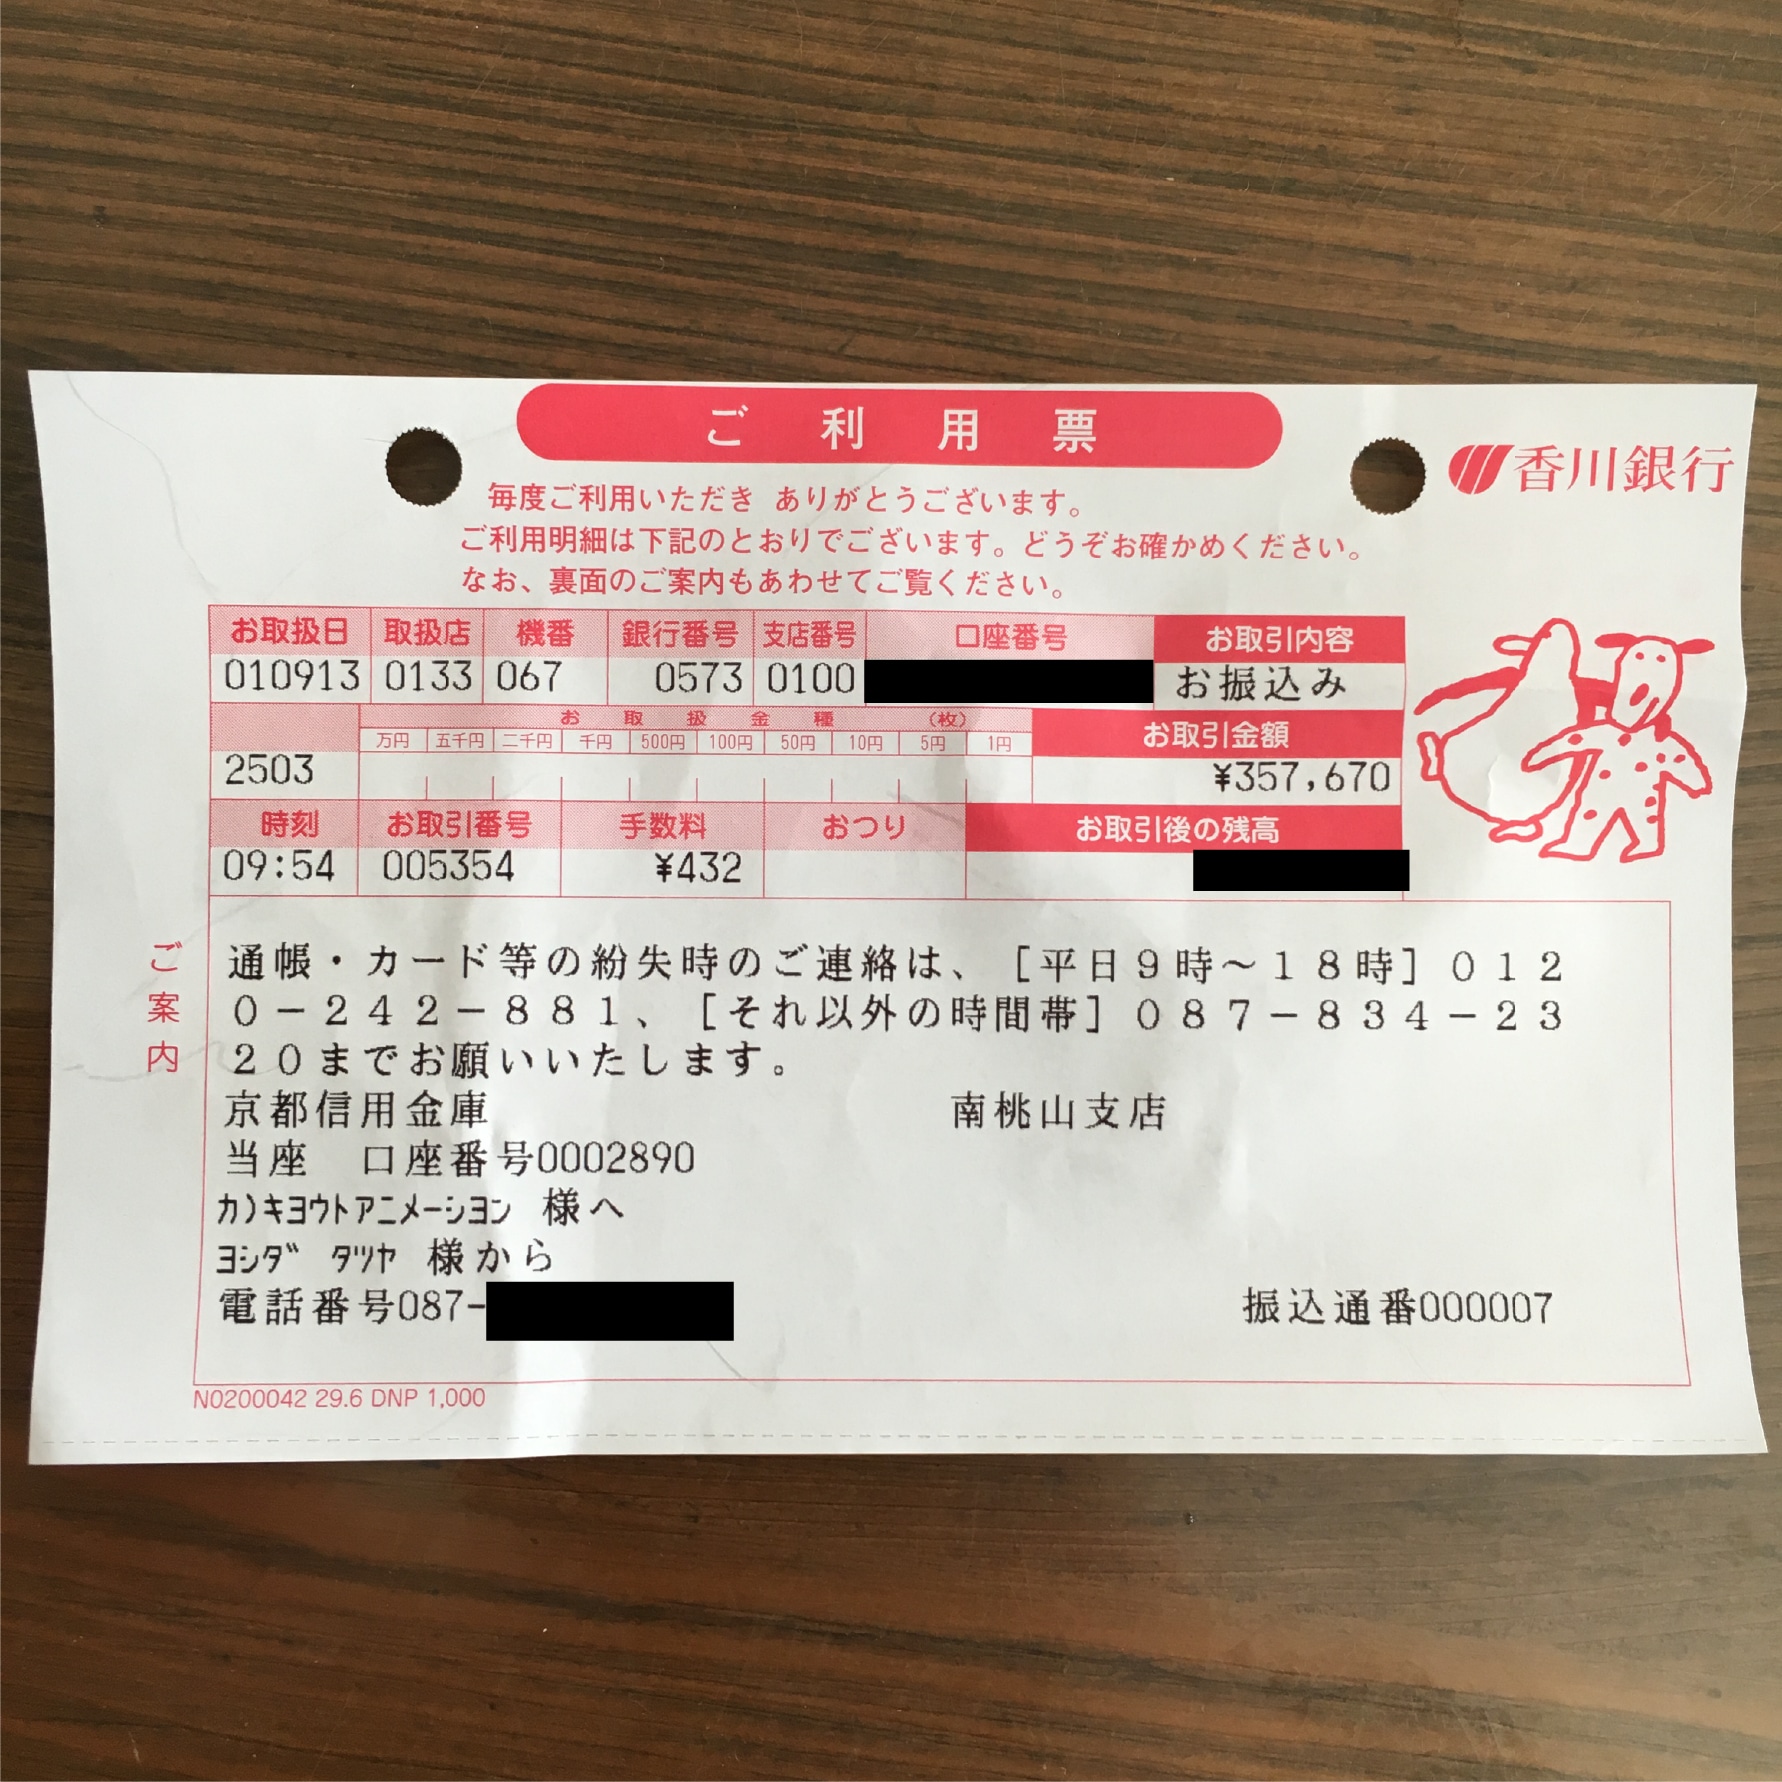 ご利用票
香川銀行
毎度ご利用いただき ありがとうございます。
ご利用明細は下記のとおりでございます。どうぞお確かめください。
なお、裏面のご案内もあわせてご覧ください。
お取扱日 取扱店 機番 銀行番号 支店番号 口座番号 お取引内容
010913 0133 067 0573 0100 お振込み
お取扱金種 (枚) お取引金額
万円 五千円 二千円 千円 500円 100円 50円 10円 5円 1円
2503 ¥357,670
時刻 お取引番号 手数料 おつり お取引後の残高
09:54 005354 ¥432
ご案内
通帳・カード等の紛失時のご連絡は、[平日9時~18時]012
0-242-881、[それ以外の時間帯]087-834-23
20までお願いいたします。
京都信用金庫 南桃山支店
当座 口座番号0002890
カ)キヨウトアニメーシヨン 様へ
ヨシダ タツヤ 様から
電話番号087- 振込通番000007
N0200042 29.6 DNP 1,000